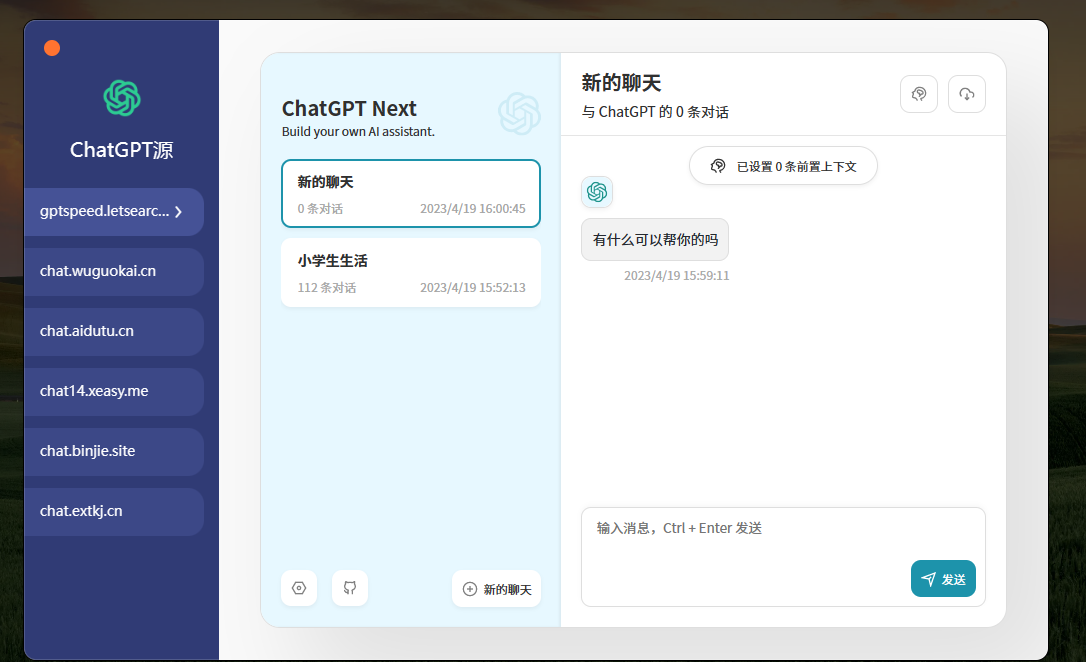 ChatGPT源
gptspeed.letsearc...
chat.wuguokai.cn
chat.aidutu.cn
chat14.xeasy.me
chat.binjie.site
chat.extkj.cn
ChatGPT Next
Build your own AI assistant.
新的聊天
0 条对话 2023/4/19 16:00:45
小学生生活
112 条对话 2023/4/19 15:52:13
新的聊天
新的聊天
与 ChatGPT 的 0 条对话
已设置 0 条前置上下文
有什么可以帮你的吗
2023/4/19 15:59:11
输入消息，Ctrl + Enter 发送
发送